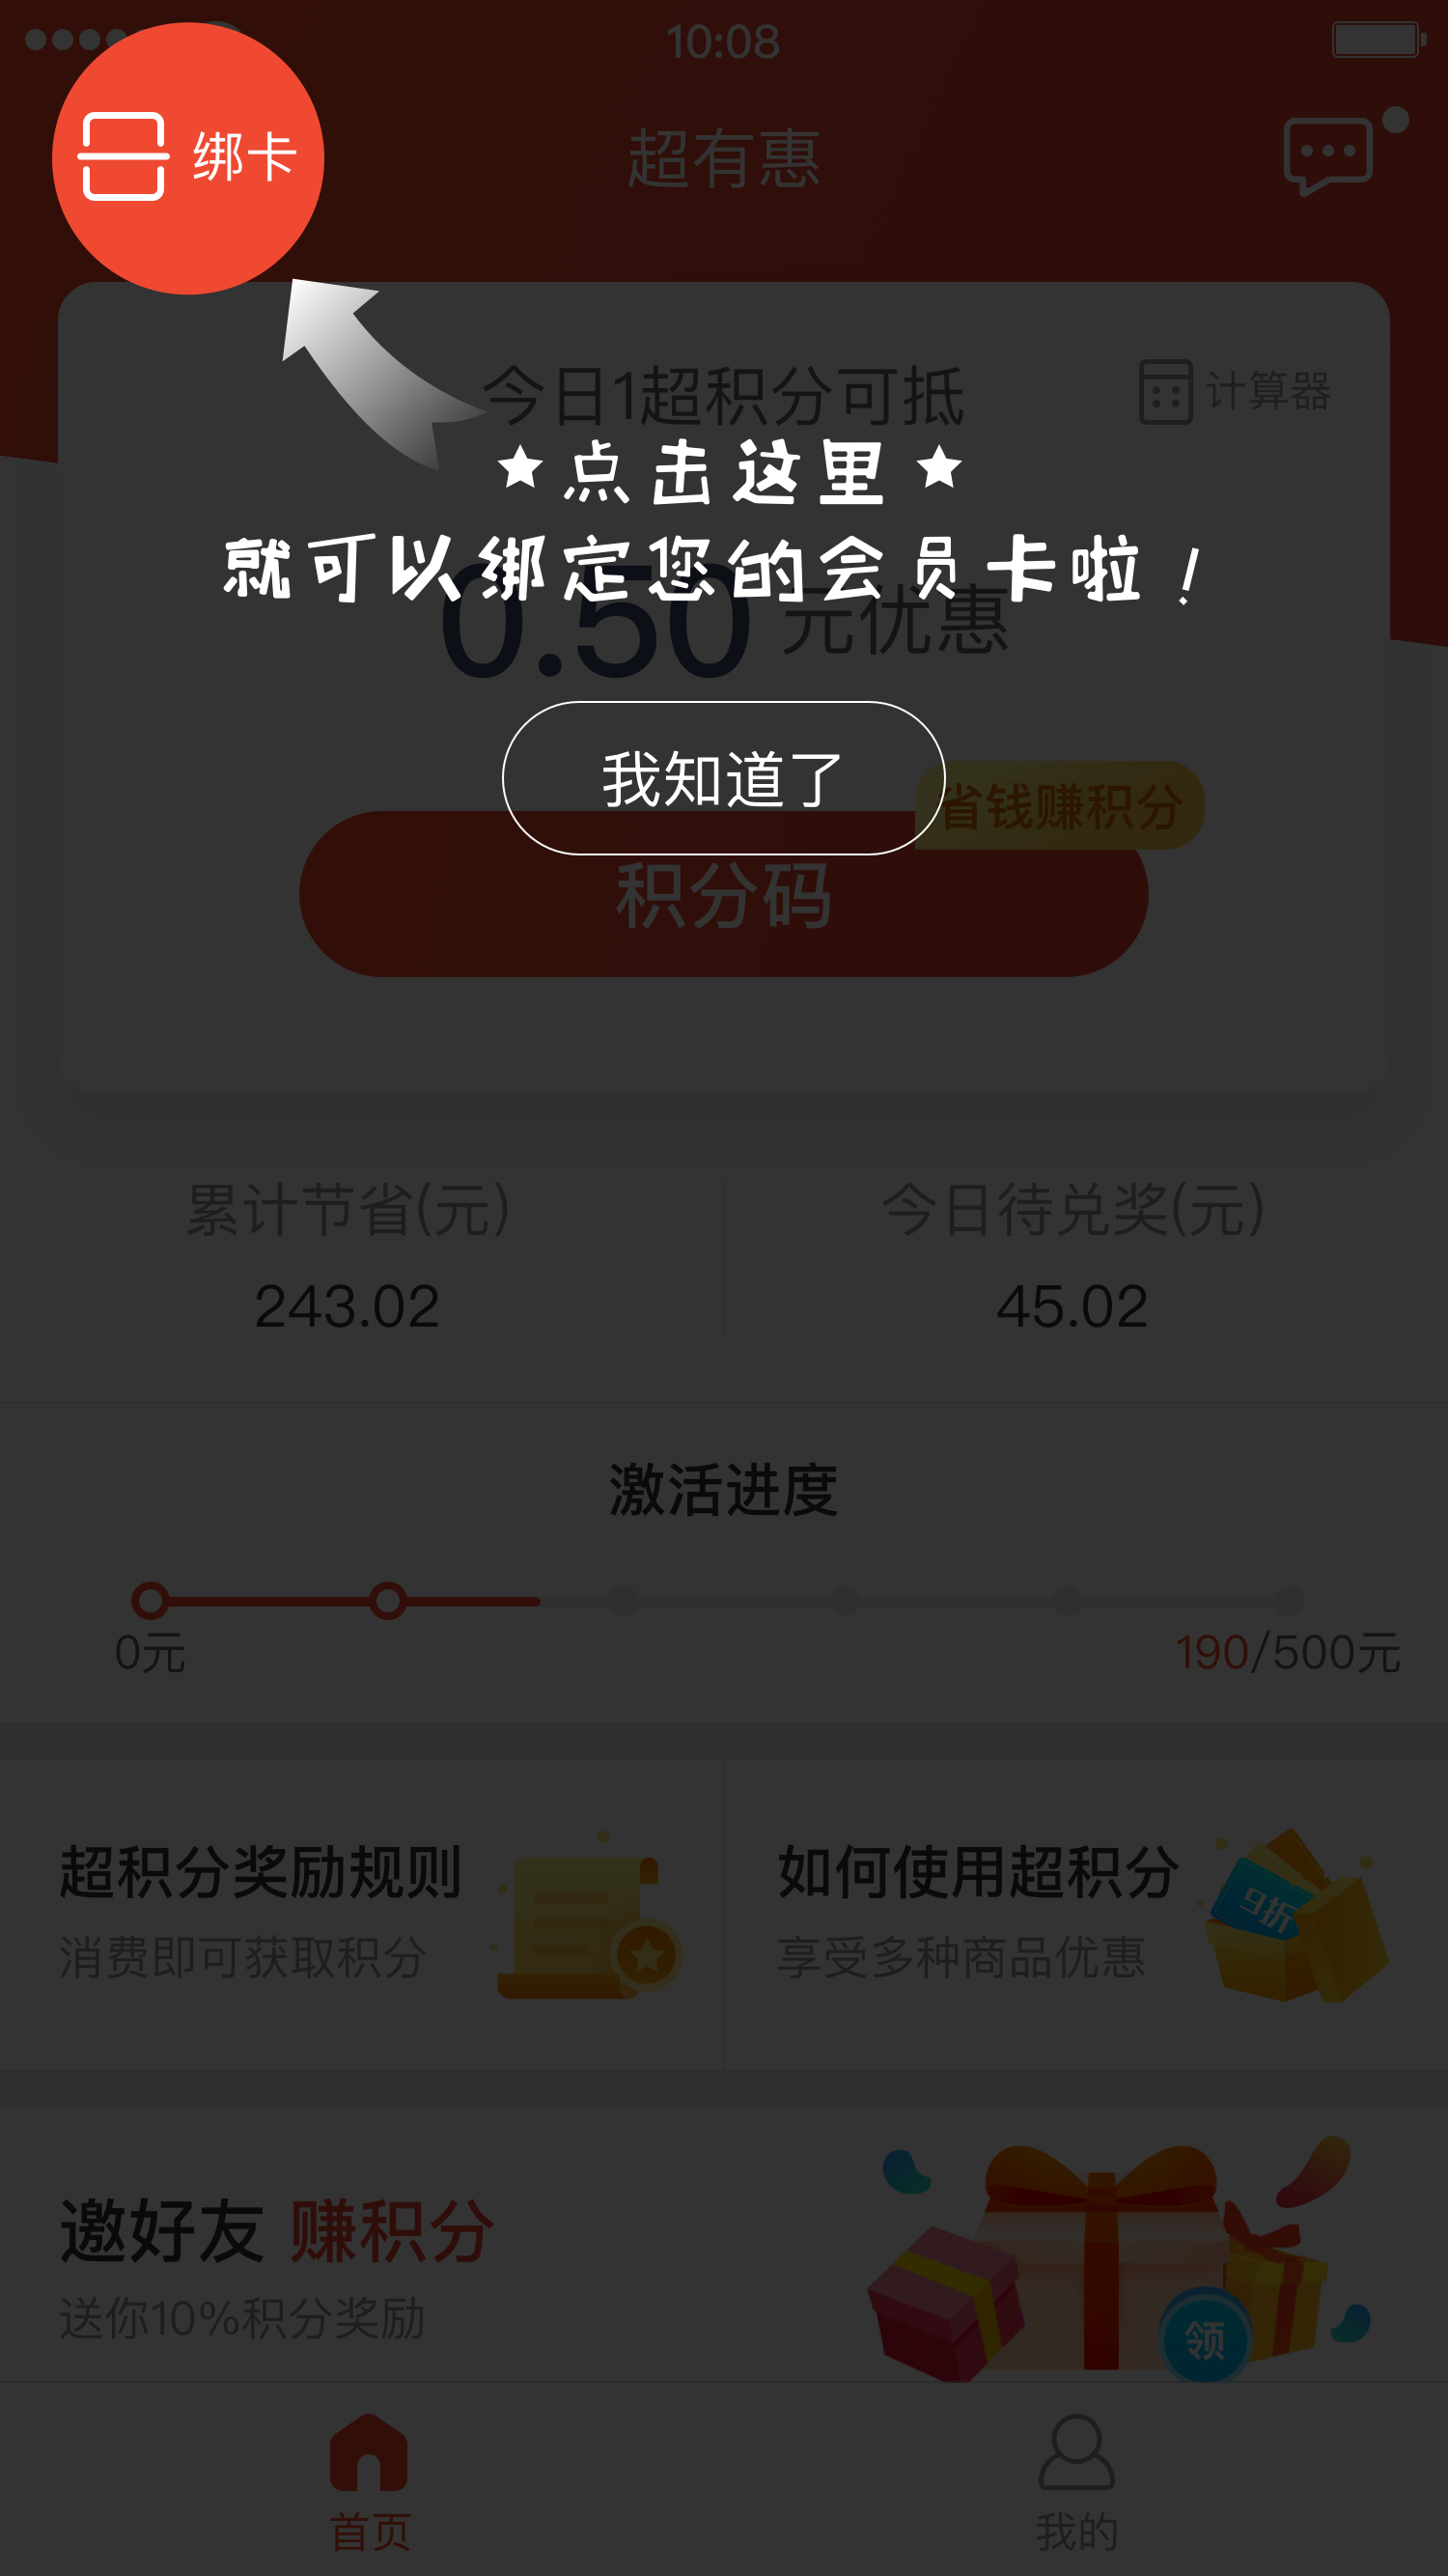 10:08
绑卡
超有惠
今日1超积分可抵
计算器
点击这里
就可以绑定您的会员卡啦！
0.50 元优惠
我知道了
省钱赚积分
积分码
累计节省(元)
243.02
今日待兑奖(元)
45.02
激活进度
0元
190/500元
超积分奖励规则
消费即可获取积分
如何使用超积分
享受多种商品优惠
9折
邀好友 赚积分
送你10%积分奖励
领
首页
我的